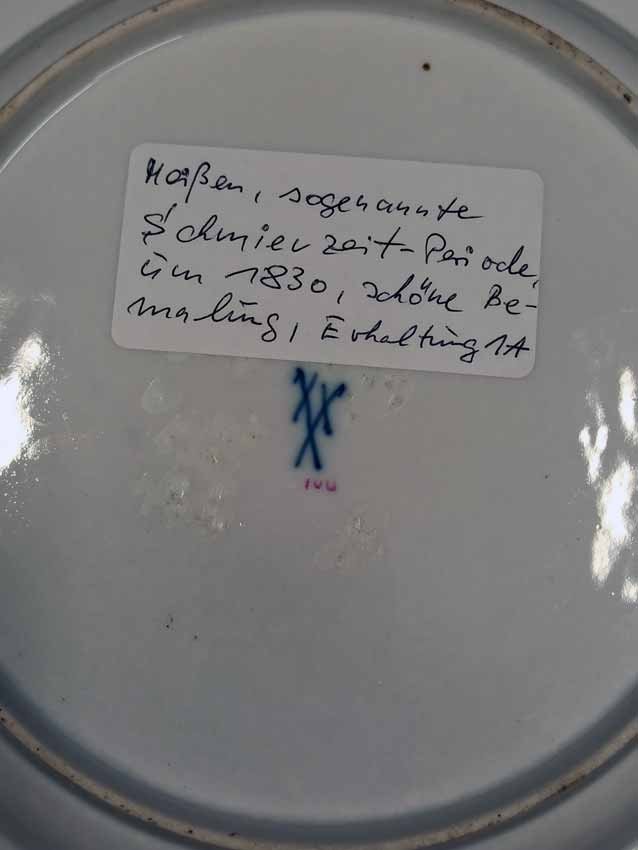 Meißen, sogenannte
Schmierzeit-Periode,
um 1830, schöne Be-
malung, Erhaltung 1A